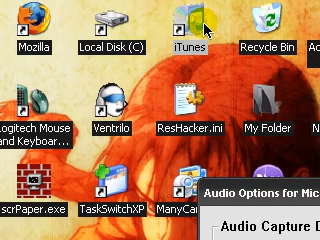 Mozilla
Local Disk (C)
iTunes
Recycle Bin
Logitech Mouse
and Keyboar...
Ventrilo
ResHacker.ini
My Folder
scrPaper.exe
TaskSwitchXP
ManyCa
Audio Options for Mic
Audio Capture D